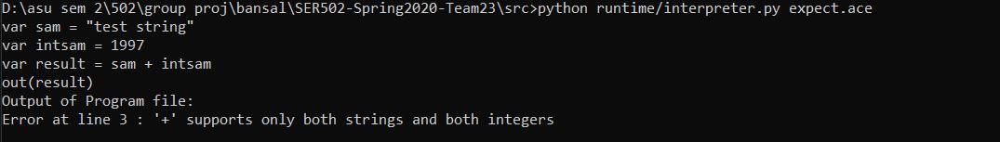 D:\asu sem 2\502\group proj\bansal\SER502-Spring2020-Team23\src>python runtime/interpreter.py expect.ace
var sam = "test string"
var intsam = 1997
var result = sam + intsam
out(result)
Output of Program file:
Error at line 3 : '+' supports only both strings and both integers